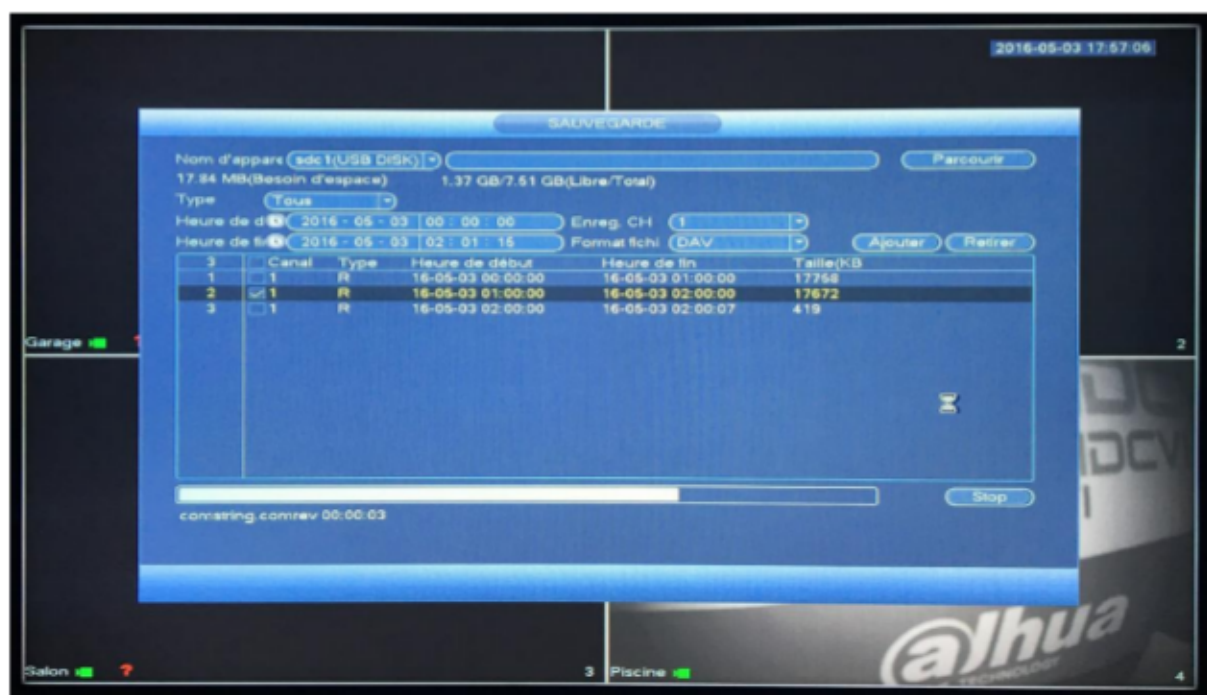 2016-05-03 17:57:06
SAUVEGARDE
Nom d'appare sdc1(USB DISK) Parcourir
17.84 MB(Besoin d'espace) 1.37 GB/7.51 GB(Libre/Total)
Type Tous
Heure de d 2016 - 05 - 03 00 : 00 : 00 Enreg. CH 1
Heure de fin 2016 - 05 - 03 02 : 01 : 15 Format fichi DAV Ajouter Retirer
3 Canal Type Heure de début Heure de fin Taille(KB
1 1 R 16-05-03 00:00:00 16-05-03 01:00:00 17758
2 1 R 16-05-03 01:00:00 16-05-03 02:00:00 17672
3 1 R 16-05-03 02:00:00 16-05-03 02:00:07 419
Garage ? 2
Stop
comstring.comrev 00:00:03
DCVI
alhua
TECHNOLOGY
Salon ? 3 Piscine 4